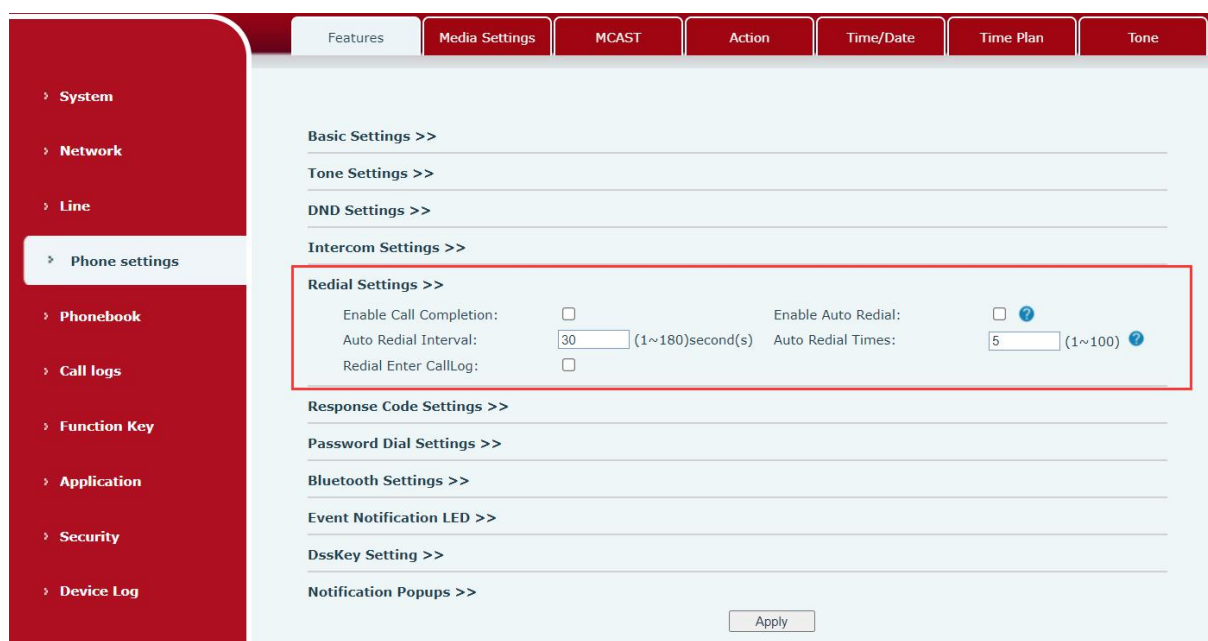 Features Media Settings MCAST Action Time/Date Time Plan Tone
› System
› Network
› Line
› Phone settings
› Phonebook
› Call logs
› Function Key
› Application
› Security
› Device Log
Basic Settings >>
Tone Settings >>
DND Settings >>
Intercom Settings >>
Redial Settings >>
Enable Call Completion: Enable Auto Redial: ?
Auto Redial Interval: 30 (1~180)second(s) Auto Redial Times: 5 (1~100) ?
Redial Enter CallLog:
Response Code Settings >>
Password Dial Settings >>
Bluetooth Settings >>
Event Notification LED >>
DssKey Setting >>
Notification Popups >>
Apply